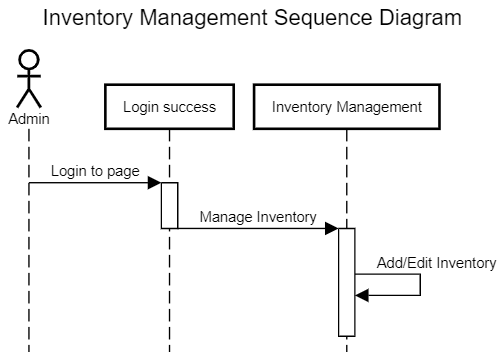 Inventory Management Sequence Diagram
Admin
Login success
Inventory Management
Login to page
Manage Inventory
Add/Edit Inventory